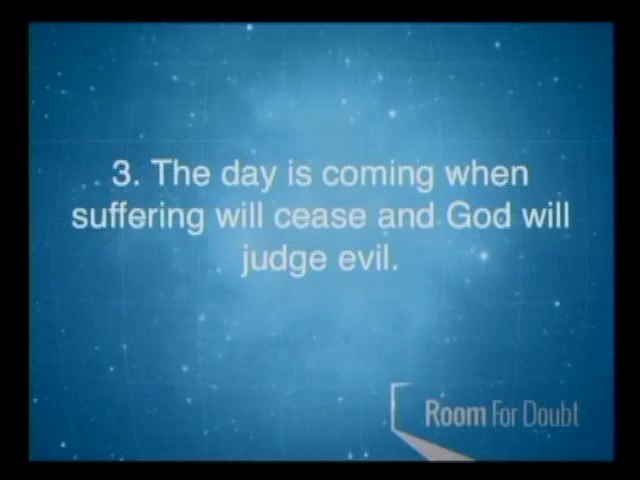 3. The day is coming when
suffering will cease and God will
judge evil.
Room For Doubt